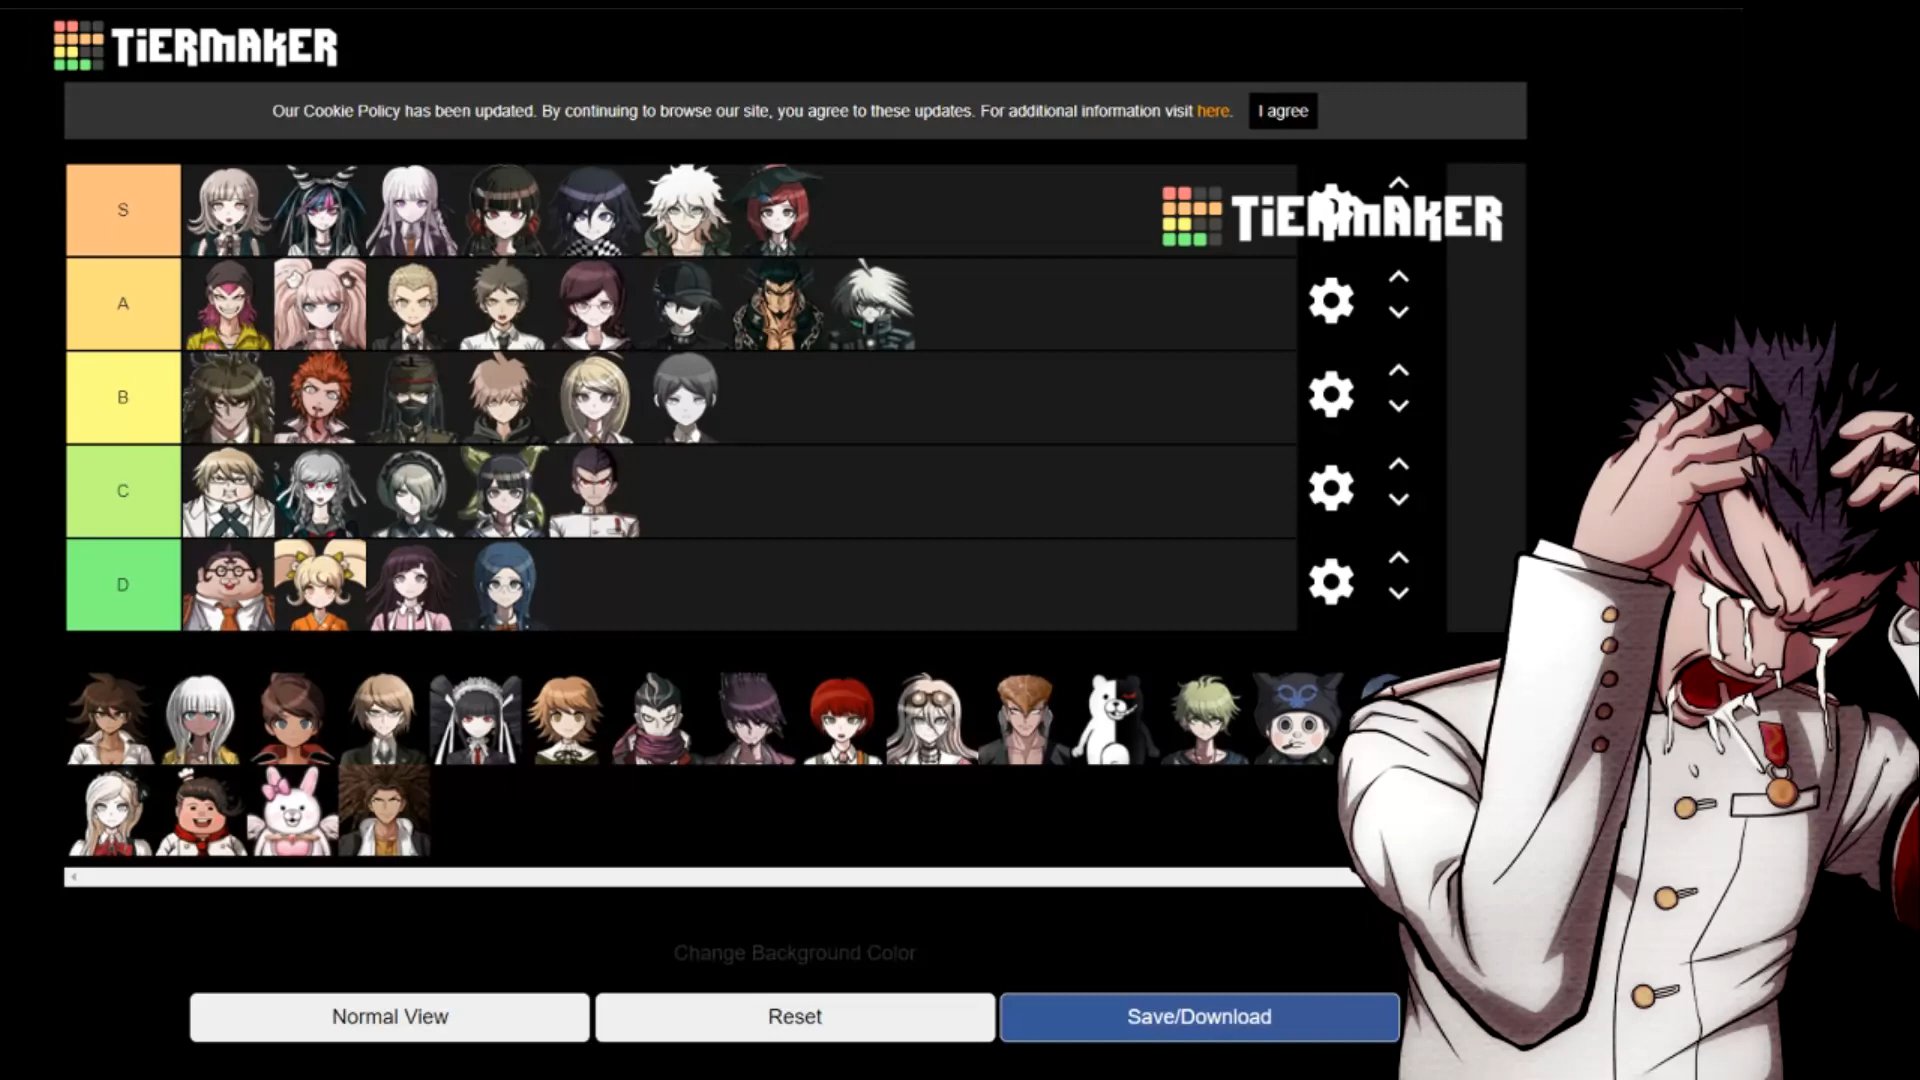 TiERMAKER
Our Cookie Policy has been updated. By continuing to browse our site, you agree to these updates. For additional information visit here.
I agree
S
TiERMAKER
A
B
C
D
Change Background Color
Normal View
Reset
Save/Download